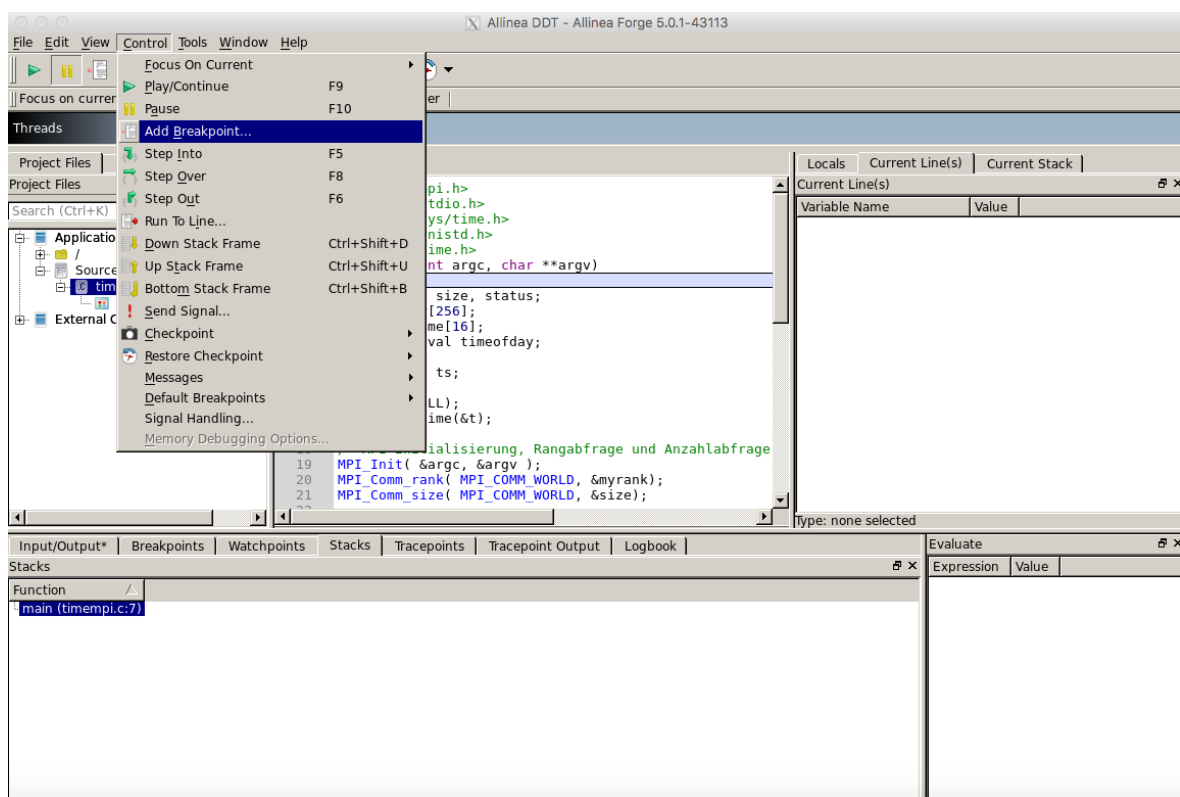 Allinea DDT - Allinea Forge 5.0.1-43113
File Edit View Control Tools Window Help
Focus On Current
Play/Continue F9
Pause F10
Add Breakpoint...
Step Into F5
Step Over F8
Step Out F6
Run To Line...
Down Stack Frame Ctrl+Shift+D
Up Stack Frame Ctrl+Shift+U
Bottom Stack Frame Ctrl+Shift+B
Send Signal...
Checkpoint
Restore Checkpoint
Messages
Default Breakpoints
Signal Handling...
Memory Debugging Options...
Focus on curren
er
Threads
Project Files
Project Files
Search (Ctrl+K)
Applicatio
/
Source
tim
External C
pi.h>
tdio.h>
ys/time.h>
nistd.h>
ime.h>
nt argc, char **argv)
size, status;
[256];
me[16];
val timeofday;
ts;
LL);
ime(&t);
ialisierung, Rangabfrage und Anzahlabfrage
19 MPI_Init( &argc, &argv );
20 MPI_Comm_rank( MPI_COMM_WORLD, &myrank);
21 MPI_Comm_size( MPI_COMM_WORLD, &size);
Locals Current Line(s) Current Stack
Current Line(s)
Variable Name Value
Type: none selected
Input/Output* Breakpoints Watchpoints Stacks Tracepoints Tracepoint Output Logbook
Stacks
Function
main (timempi.c:7)
Evaluate
Expression Value